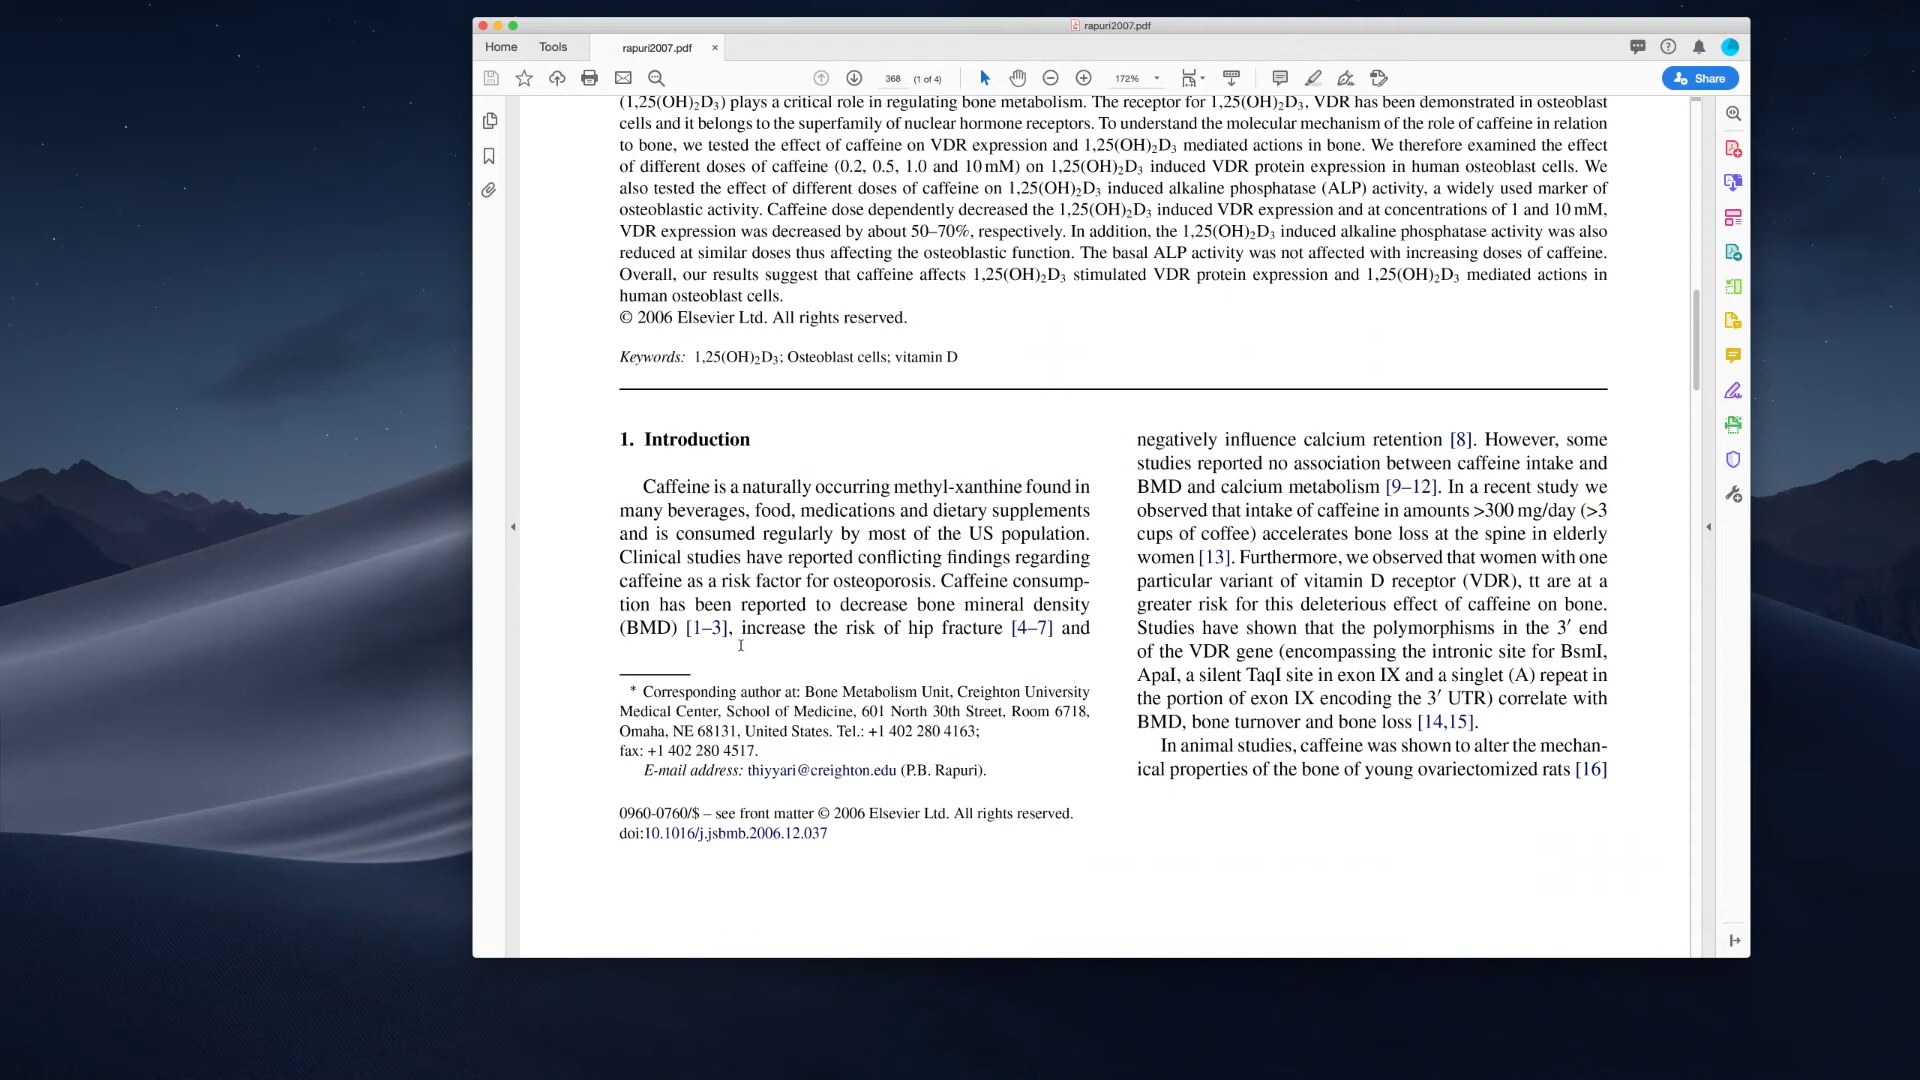 rapuri2007.pdf
Home
Tools
rapuri2007.pdf
368
(1 of 4)
172%
Share
(1,25(OH)₂D₃) plays a critical role in regulating bone metabolism. The receptor for 1,25(OH)₂D₃, VDR has been demonstrated in osteoblast
cells and it belongs to the superfamily of nuclear hormone receptors. To understand the molecular mechanism of the role of caffeine in relation
to bone, we tested the effect of caffeine on VDR expression and 1,25(OH)₂D₃ mediated actions in bone. We therefore examined the effect
of different doses of caffeine (0.2, 0.5, 1.0 and 10 mM) on 1,25(OH)₂D₃ induced VDR protein expression in human osteoblast cells. We
also tested the effect of different doses of caffeine on 1,25(OH)₂D₃ induced alkaline phosphatase (ALP) activity, a widely used marker of
osteoblastic activity. Caffeine dose dependently decreased the 1,25(OH)₂D₃ induced VDR expression and at concentrations of 1 and 10 mM,
VDR expression was decreased by about 50–70%, respectively. In addition, the 1,25(OH)₂D₃ induced alkaline phosphatase activity was also
reduced at similar doses thus affecting the osteoblastic function. The basal ALP activity was not affected with increasing doses of caffeine.
Overall, our results suggest that caffeine affects 1,25(OH)₂D₃ stimulated VDR protein expression and 1,25(OH)₂D₃ mediated actions in
human osteoblast cells.
© 2006 Elsevier Ltd. All rights reserved.
Keywords: 1,25(OH)₂D₃; Osteoblast cells; vitamin D
1. Introduction
Caffeine is a naturally occurring methyl-xanthine found in
many beverages, food, medications and dietary supplements
and is consumed regularly by most of the US population.
Clinical studies have reported conflicting findings regarding
caffeine as a risk factor for osteoporosis. Caffeine consump-
tion has been reported to decrease bone mineral density
(BMD) [1–3], increase the risk of hip fracture [4–7] and
* Corresponding author at: Bone Metabolism Unit, Creighton University
Medical Center, School of Medicine, 601 North 30th Street, Room 6718,
Omaha, NE 68131, United States. Tel.: +1 402 280 4163;
fax: +1 402 280 4517.
E-mail address: thiyyari@creighton.edu (P.B. Rapuri).
0960-0760/$ – see front matter © 2006 Elsevier Ltd. All rights reserved.
doi:10.1016/j.jsbmb.2006.12.037
negatively influence calcium retention [8]. However, some
studies reported no association between caffeine intake and
BMD and calcium metabolism [9–12]. In a recent study we
observed that intake of caffeine in amounts >300 mg/day (>3
cups of coffee) accelerates bone loss at the spine in elderly
women [13]. Furthermore, we observed that women with one
particular variant of vitamin D receptor (VDR), tt are at a
greater risk for this deleterious effect of caffeine on bone.
Studies have shown that the polymorphisms in the 3′ end
of the VDR gene (encompassing the intronic site for BsmI,
ApaI, a silent TaqI site in exon IX and a singlet (A) repeat in
the portion of exon IX encoding the 3′ UTR) correlate with
BMD, bone turnover and bone loss [14,15].
In animal studies, caffeine was shown to alter the mechan-
ical properties of the bone of young ovariectomized rats [16]